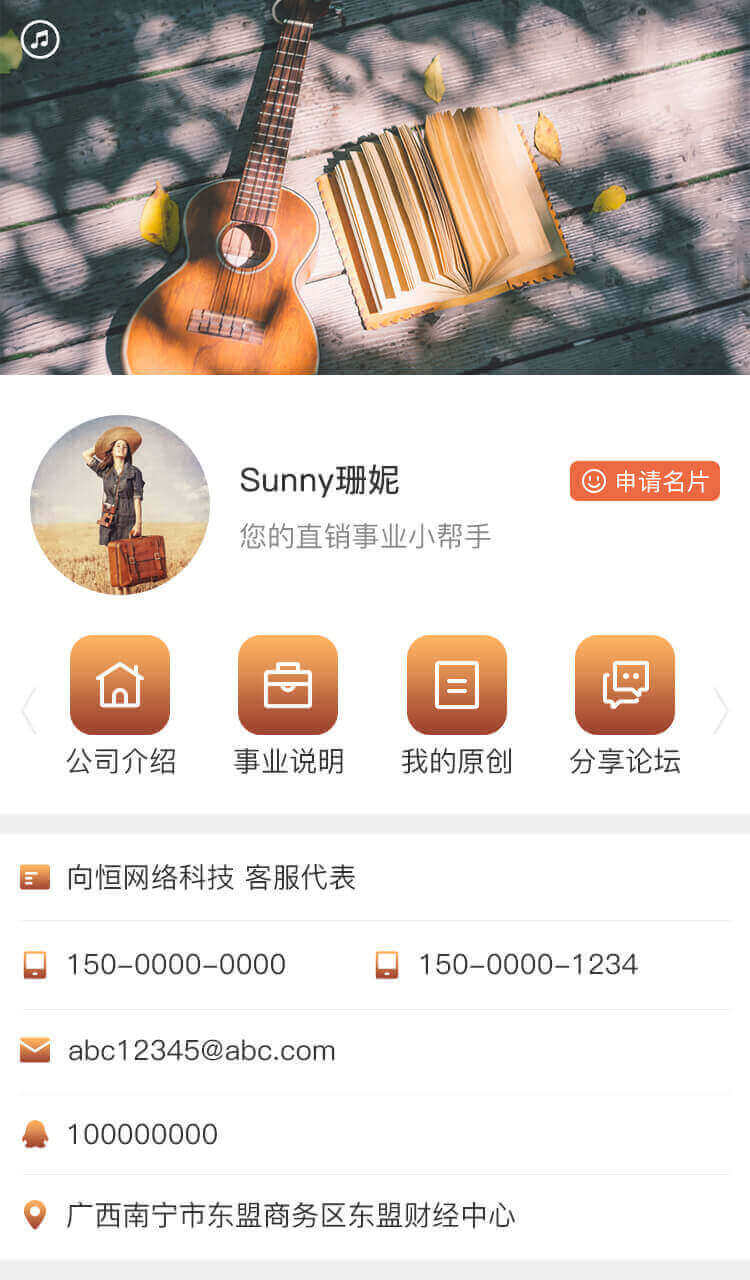 Sunny珊妮
申请名片
您的直销事业小帮手
公司介绍 事业说明 我的原创 分享论坛
向恒网络科技 客服代表
150-0000-0000 150-0000-1234
abc12345@abc.com
100000000
广西南宁市东盟商务区东盟财经中心